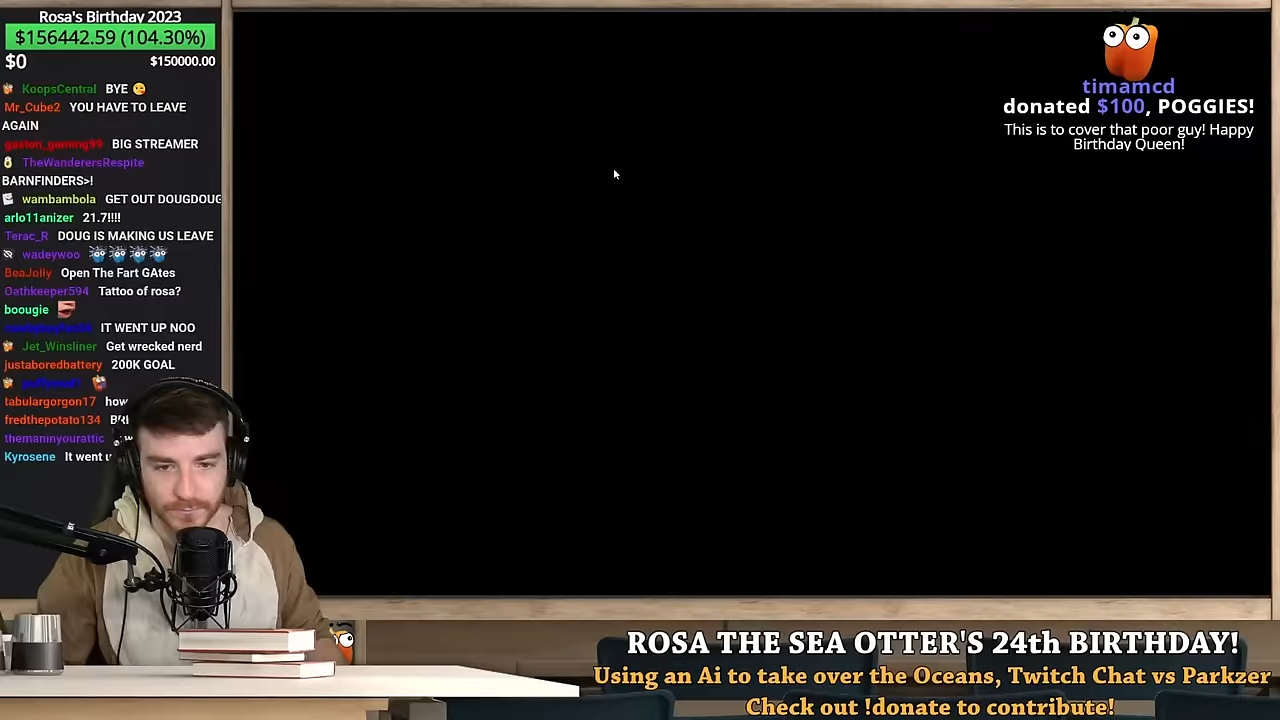 Rosa's Birthday 2023
$156442.59 (104.30%)
$0 $150000.00
KoopsCentral BYE
Mr_Cube2 YOU HAVE TO LEAVE
AGAIN
gaston_gaming99 BIG STREAMER
TheWanderersRespite
BARNFINDERS>!
wambambola GET OUT DOUGDOUG
arlo11anizer 21.7!!!!
Terac_R DOUG IS MAKING US LEAVE
wadeywoo
BeaJolly Open The Fart GAtes
Oathkeeper594 Tattoo of rosa?
boougie
IT WENT UP NOO
Jet_Winsliner Get wrecked nerd
justaboredbattery 200K GOAL
tabulargorgon17 how
fredthepotato134
themaninyourattic
Kyrosene It went
timamcd
donated $100, POGGIES!
This is to cover that poor guy! Happy
Birthday Queen!
ROSA THE SEA OTTER'S 24th BIRTHDAY!
Using an Ai to take over the Oceans, Twitch Chat vs Parkzer
Check out !donate to contribute!